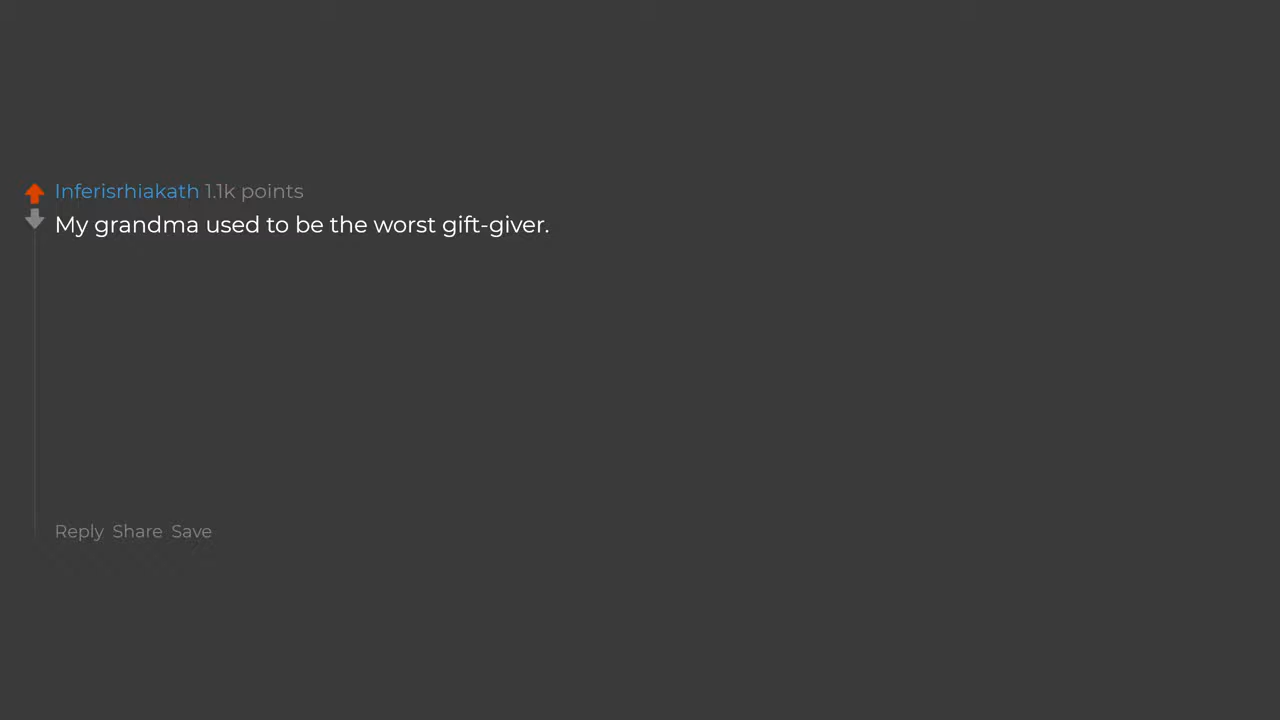 Inferisrhiakath 1.1k points
My grandma used to be the worst gift-giver.
Reply Share Save